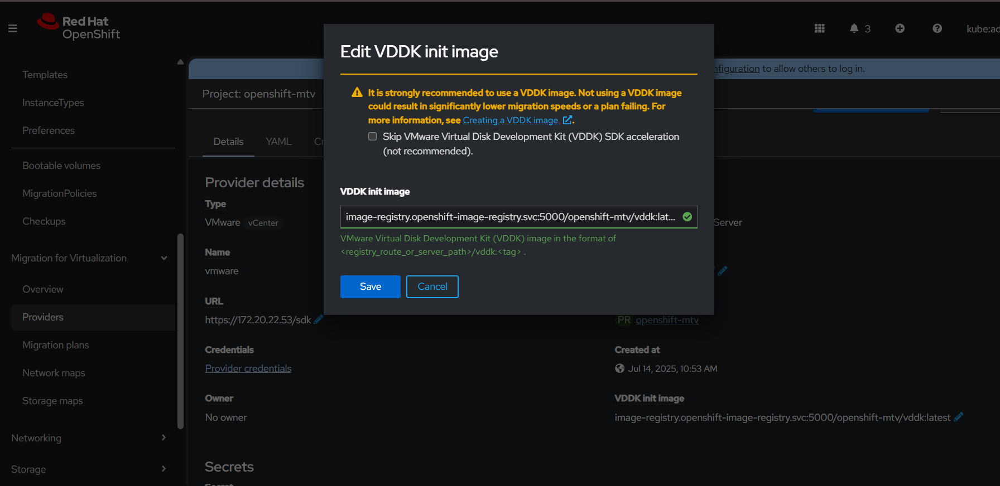 Red Hat
OpenShift
3
kube:ad
Templates
InstanceTypes
Preferences
Bootable volumes
MigrationPolicies
Checkups
Migration for Virtualization
Overview
Providers
Migration plans
Network maps
Storage maps
Networking
Storage
nfiguration to allow others to log in.
Project: openshift-mtv
Details YAML Cr
Provider details
Type
VMware vCenter
Name
vmware
URL
https://172.20.22.53/sdk
Credentials
Provider credentials
Owner
No owner
Secrets
Secret
Server
PR openshift-mtv
Created at
Jul 14, 2025, 10:53 AM
VDDK init image
image-registry.openshift-image-registry.svc:5000/openshift-mtv/vddk:latest
Edit VDDK init image
It is strongly recommended to use a VDDK image. Not using a VDDK image
could result in significantly lower migration speeds or a plan failing. For
more information, see Creating a VDDK image .
Skip VMware Virtual Disk Development Kit (VDDK) SDK acceleration
(not recommended).
VDDK init image
image-registry.openshift-image-registry.svc:5000/openshift-mtv/vddk:lat...
VMware Virtual Disk Development Kit (VDDK) image in the format of
<registry_route_or_server_path>/vddk:<tag> .
Save Cancel